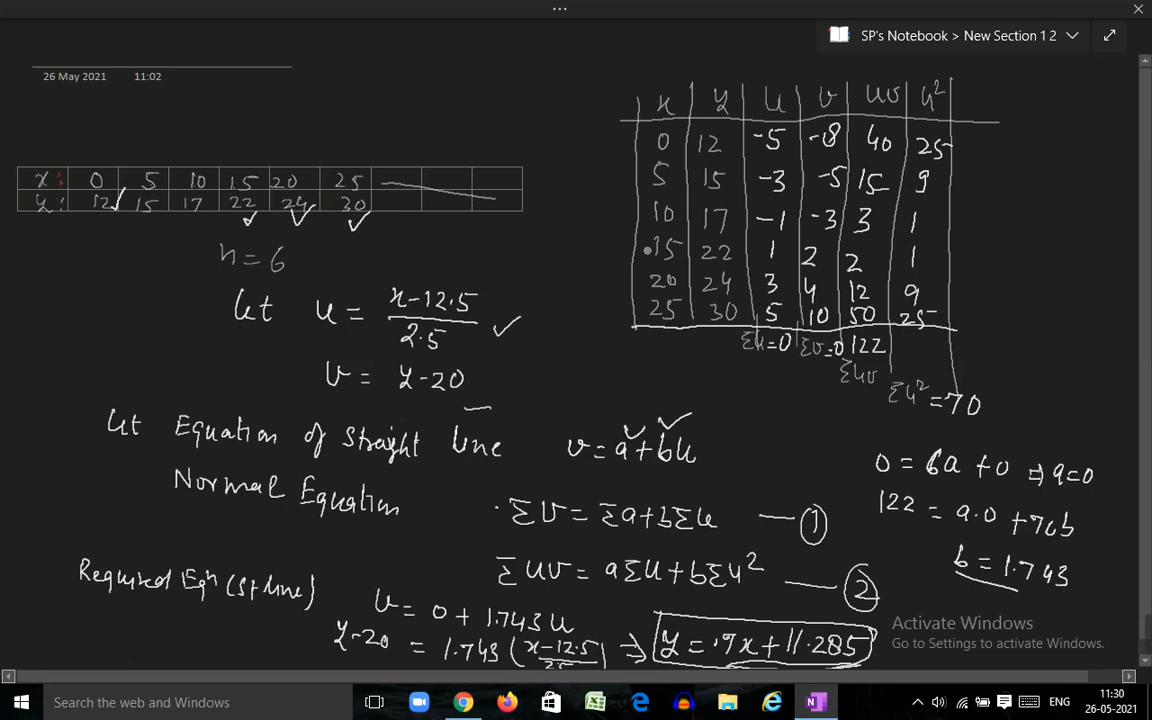 SP's Notebook > New Section 1 2
26 May 2021 11:02
x: 0 5 10 15 20 25
y: 12 15 17 22 24 30
n = 6
Let u = (x-12.5)/2.5
v = y-20
x y u v uv u²
0 12 -5 -8 40 25
5 15 -3 -5 15 9
10 17 -1 -3 3 1
15 22 1 2 2 1
20 24 3 4 12 9
25 30 5 10 50 25
Σu=0 Σv=0 122
Σuv
Σu² = 70
Let Equation of Straight line v = a+bu
Normal Equation
Σv = Σa+bΣu — ①
Σuv = aΣu+bΣu² — ②
0 = 6a + 0 ⇒ a=0
122 = a.0 + 70b
b = 1.743
Required Eqn (St line)
v = 0 + 1.743u
y-20 = 1.743 (x-12.5/25) ⇒ y = .7x + 11.285
Activate Windows
Go to Settings to activate Windows.
Search the web and Windows
ENG
11:30
26-05-2021